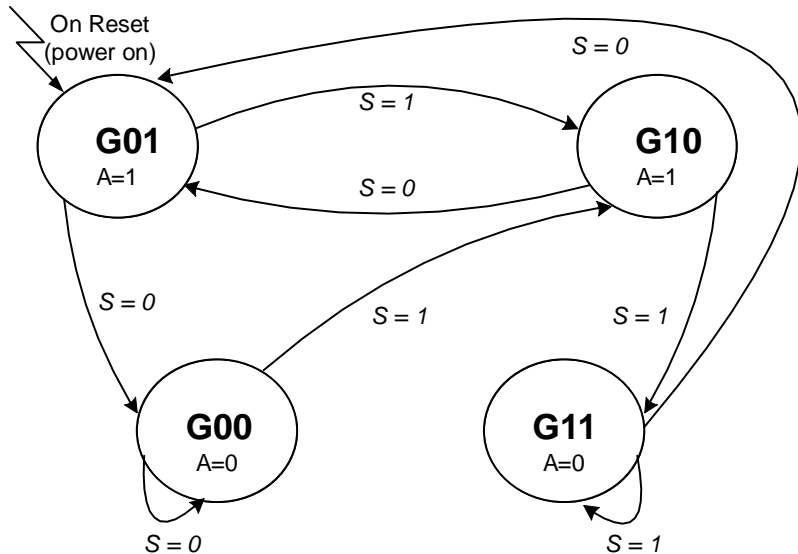 On Reset
(power on)
S = 0
S = 1
G01
A=1
G10
A=1
S = 0
S = 0
S = 1
S = 1
G00
A=0
G11
A=0
S = 0
S = 1